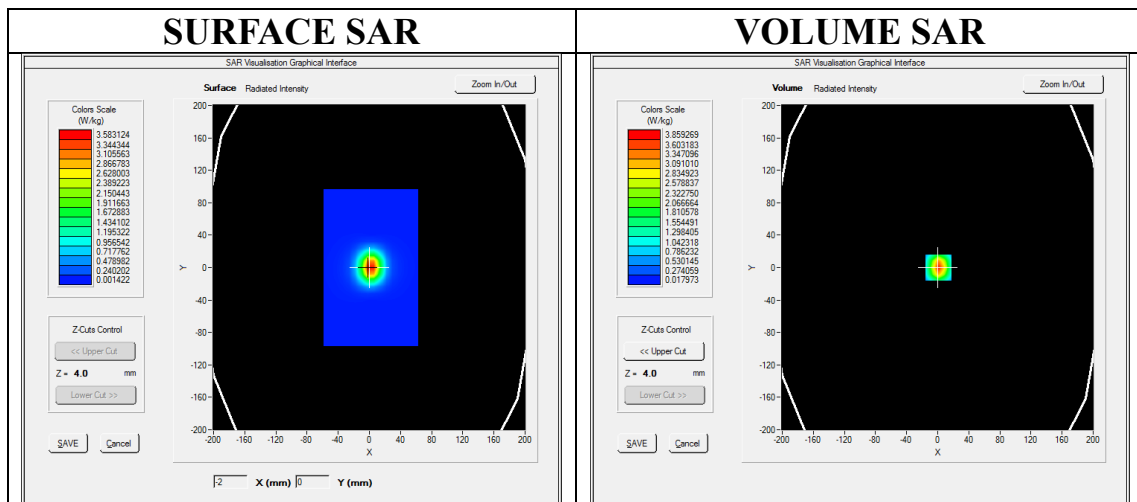 SURFACE SAR
VOLUME SAR
SAR Visualisation Graphical Interface
Surface Radiated Intensity
Zoom In/Out
Colors Scale
(W/kg)
3.583124
3.344344
3.105563
2.866783
2.628003
2.389223
2.150443
1.911663
1.672883
1.434102
1.195322
0.956542
0.717762
0.478982
0.240202
0.001422
Z-Cuts Control
<< Upper Cut
Z = 4.0 mm
Lower Cut >>
SAVE Cancel
200
160
120
80
40
0
-40
-80
-120
-160
-200
Y
-200 -160 -120 -80 -40 0 40 80 120 160 200
X
-2 X (mm) 0 Y (mm)
SAR Visualisation Graphical Interface
Volume Radiated Intensity
Zoom In/Out
Colors Scale
(W/kg)
3.859269
3.603183
3.347096
3.091010
2.834923
2.578837
2.322750
2.066664
1.810578
1.554491
1.298405
1.042318
0.786232
0.530145
0.274059
0.017973
Z-Cuts Control
<< Upper Cut
Z = 4.0 mm
Lower Cut >>
SAVE Cancel
200
160
120
80
40
0
-40
-80
-120
-160
-200
Y
-200 -160 -120 -80 -40 0 40 80 120 160 200
X